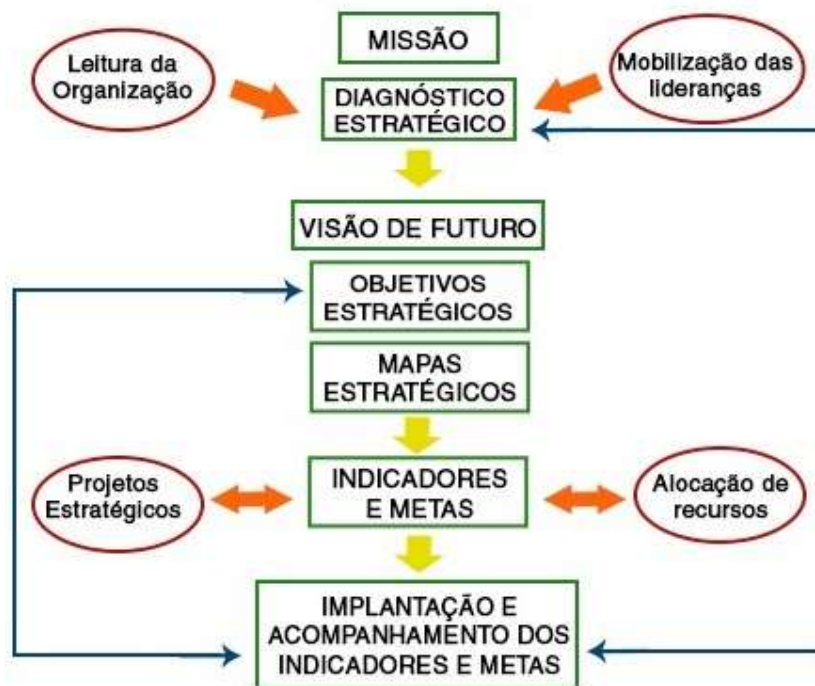 MISSÃO
Leitura da
Organização
Mobilização das
lideranças
DIAGNÓSTICO
ESTRATÉGICO
VISÃO DE FUTURO
OBJETIVOS
ESTRATÉGICOS
MAPAS
ESTRATÉGICOS
Projetos
Estratégicos
INDICADORES
E METAS
Alocação de
recursos
IMPLANTAÇÃO E
ACOMPANHAMENTO DOS
INDICADORES E METAS